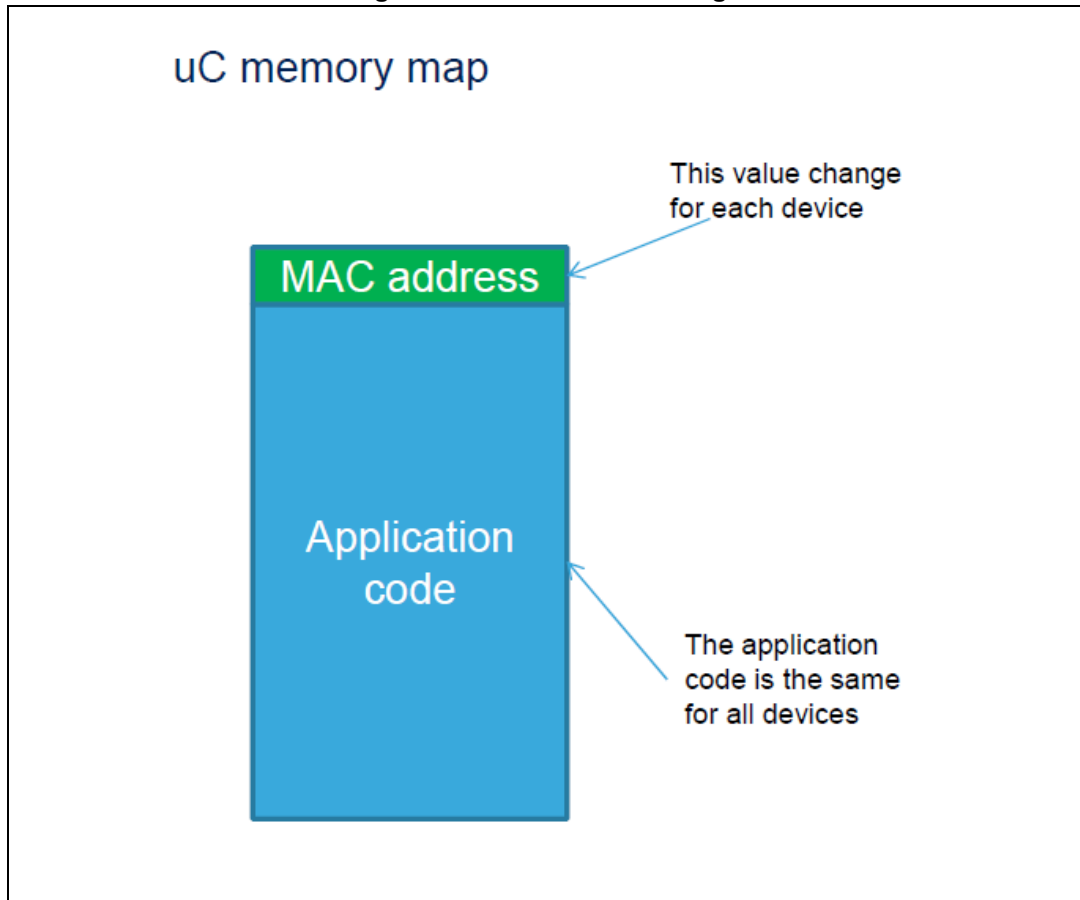 uC memory map
This value change
for each device
MAC address
Application
code
The application
code is the same
for all devices